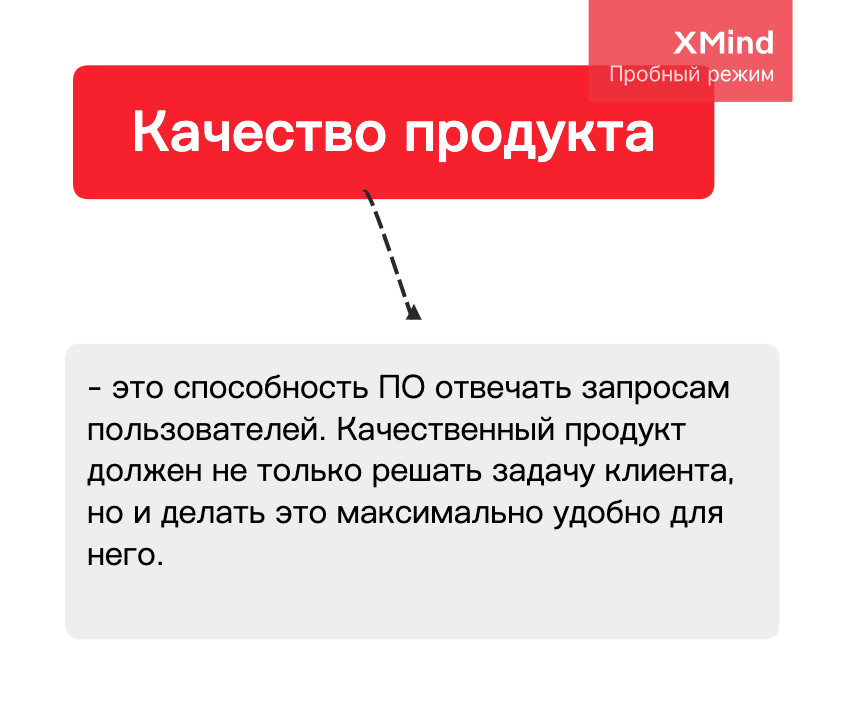 XMind
Пробный режим
Качество продукта
- это способность ПО отвечать запросам
пользователей. Качественный продукт
должен не только решать задачу клиента,
но и делать это максимально удобно для
него.